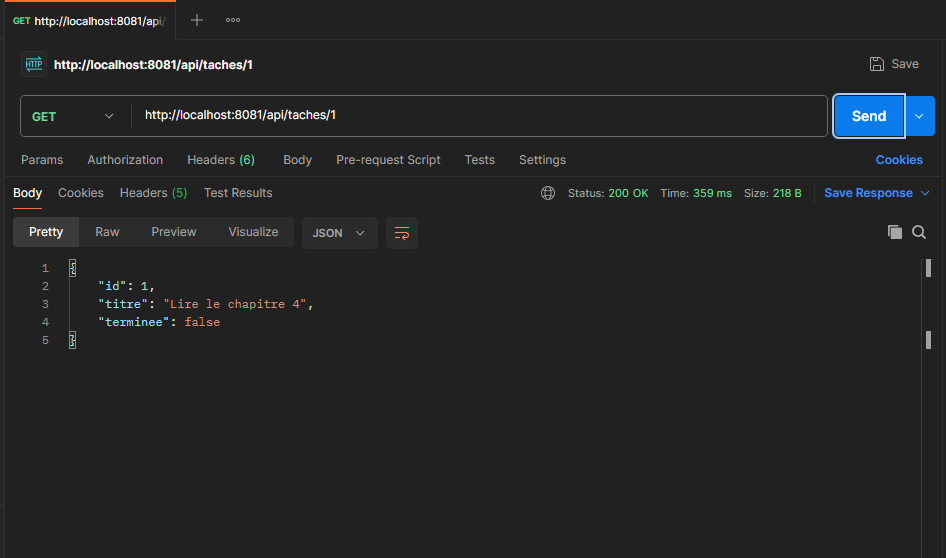 GET http://localhost:8081/api/
HTTP http://localhost:8081/api/taches/1 Save
GET http://localhost:8081/api/taches/1 Send
Params Authorization Headers (6) Body Pre-request Script Tests Settings Cookies
Body Cookies Headers (5) Test Results Status: 200 OK Time: 359 ms Size: 218 B Save Response
Pretty Raw Preview Visualize JSON
1 {
2 "id": 1,
3 "titre": "Lire le chapitre 4",
4 "terminee": false
5 }